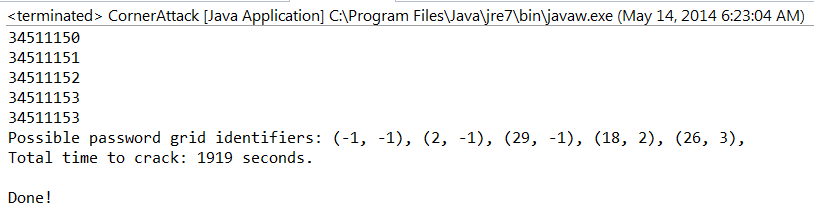 <terminated> CornerAttack [Java Application] C:\Program Files\Java\jre7\bin\javaw.exe (May 14, 2014 6:23:04 AM)
34511150
34511151
34511152
34511153
34511153
Possible password grid identifiers: (-1, -1), (2, -1), (29, -1), (18, 2), (26, 3),
Total time to crack: 1919 seconds.
Done!